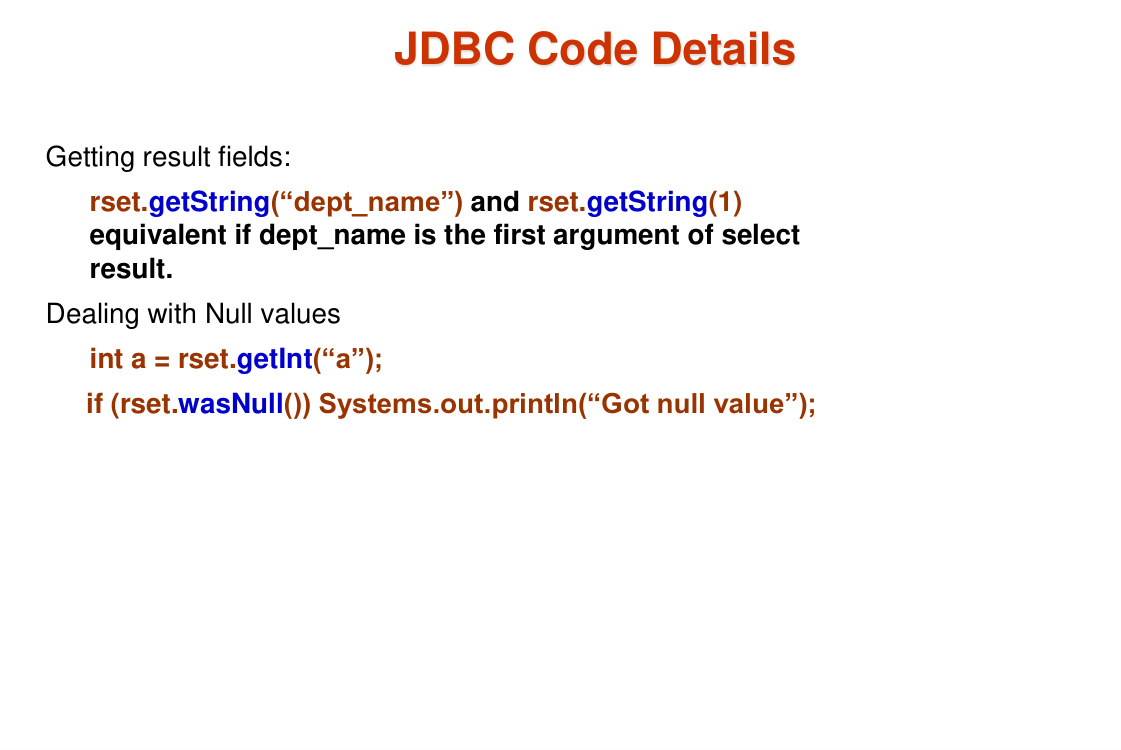 JDBC Code Details
Getting result fields:
rset.getString(“dept_name”) and rset.getString(1)
equivalent if dept_name is the first argument of select
result.
Dealing with Null values
int a = rset.getInt(“a”);
if (rset.wasNull()) Systems.out.println(“Got null value”);